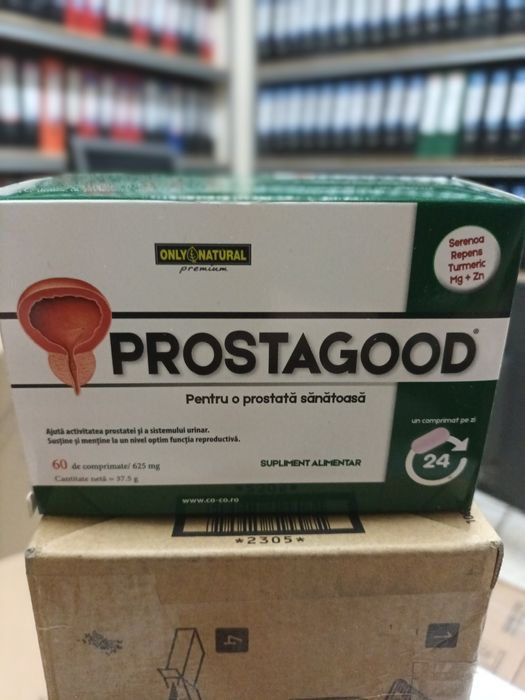 ONLY NATURAL
premium
Serenoa
Repens
Turmeric
Mg + Zn
PROSTAGOOD®
Pentru o prostată sănătoasă
Ajută activitatea prostatei și a sistemului urinar.
Susține și menține la un nivel optim funcția reproductivă.
un comprimat pe zi
24
60 de comprimate/ 625 mg
Cantitate netă = 37.5 g
SUPLIMENT ALIMENTAR
www.co-co.ro
*2305*